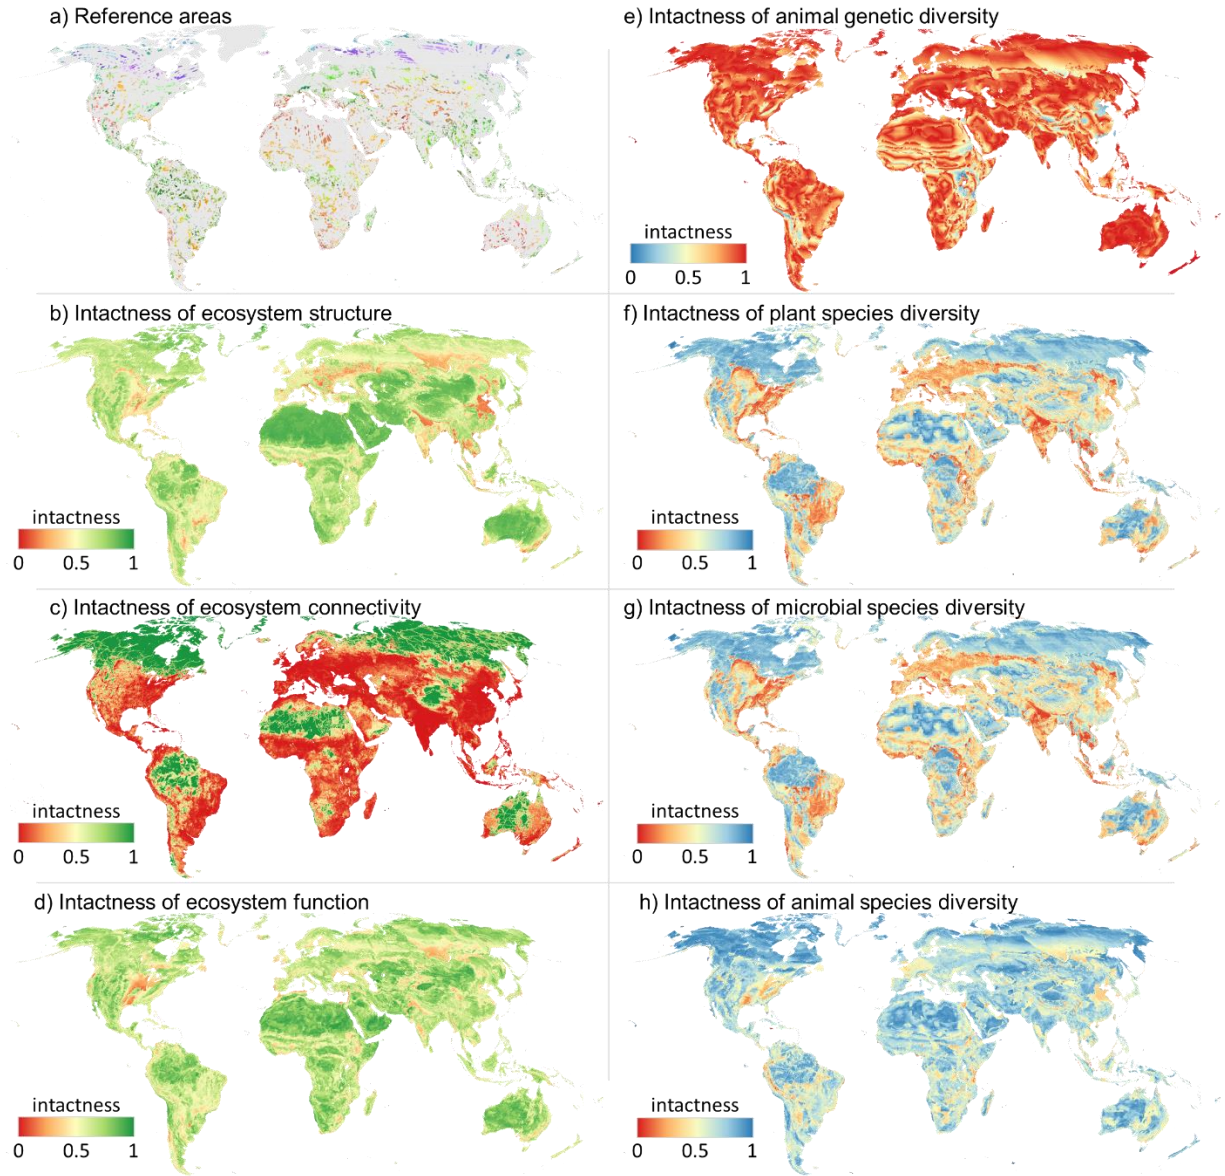 a) Reference areas
b) Intactness of ecosystem structure
intactness
0 0.5 1
c) Intactness of ecosystem connectivity
intactness
0 0.5 1
d) Intactness of ecosystem function
intactness
0 0.5 1
e) Intactness of animal genetic diversity
intactness
0 0.5 1
f) Intactness of plant species diversity
intactness
0 0.5 1
g) Intactness of microbial species diversity
intactness
0 0.5 1
h) Intactness of animal species diversity
intactness
0 0.5 1